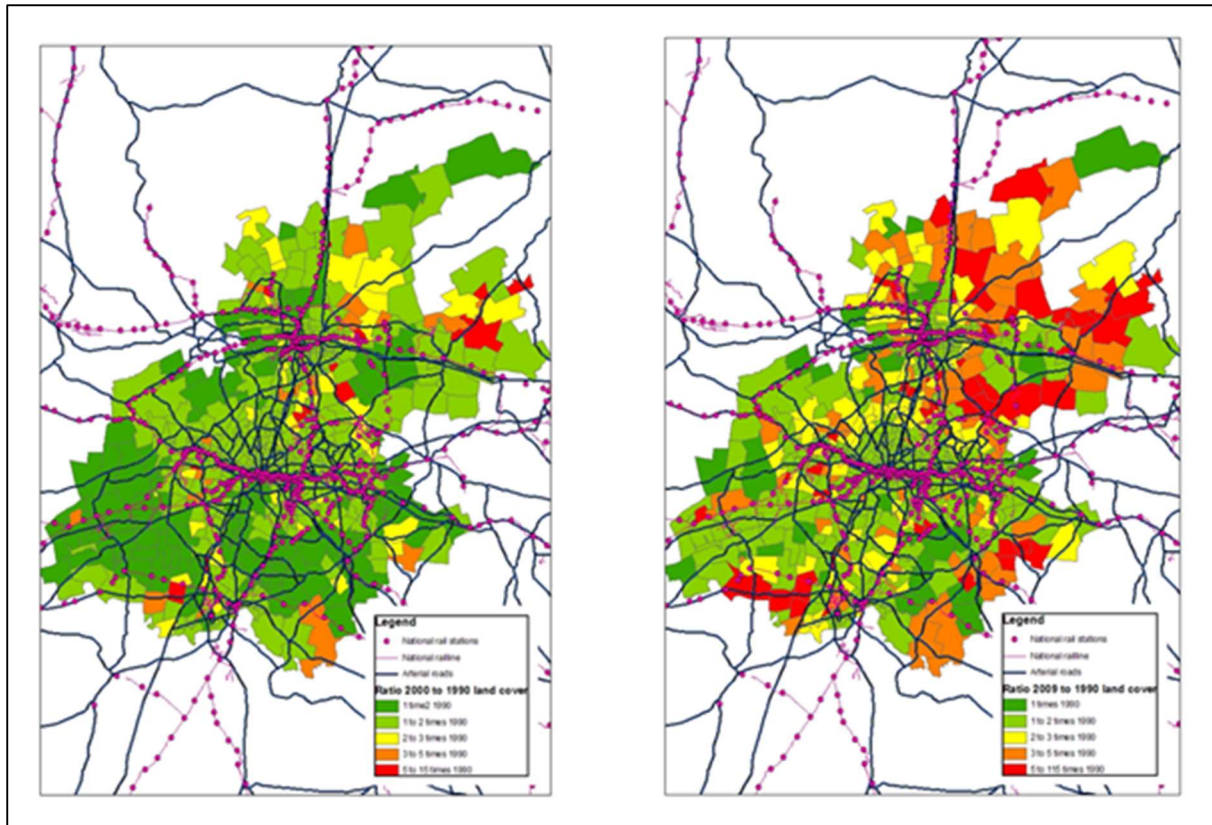 Legend
National rail stations
National railline
Arterial roads
Ratio 2000 to 1990 land cover
1 time2 1990
1 to 2 times 1990
2 to 3 times 1990
3 to 5 times 1990
5 to 15 times 1990
Legend
National rail stations
National railline
Arterial roads
Ratio 2009 to 1990 land cover
1 times 1990
1 to 2 times 1990
2 to 3 times 1990
3 to 5 times 1990
5 to 115 times 1990